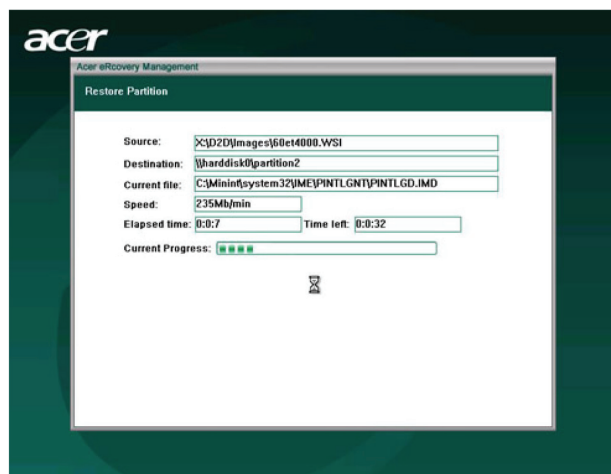 acer
Acer eRcovery Management
Restore Partition
Source: X:\D2D\Images\60et4000.WSI
Destination: \\harddisk0\partition2
Current file: C:\Minint\system32\IME\PINTLGNT\PINTLGD.IMD
Speed: 235Mb/min
Elapsed time: 0:0:7 Time left: 0:0:32
Current Progress: